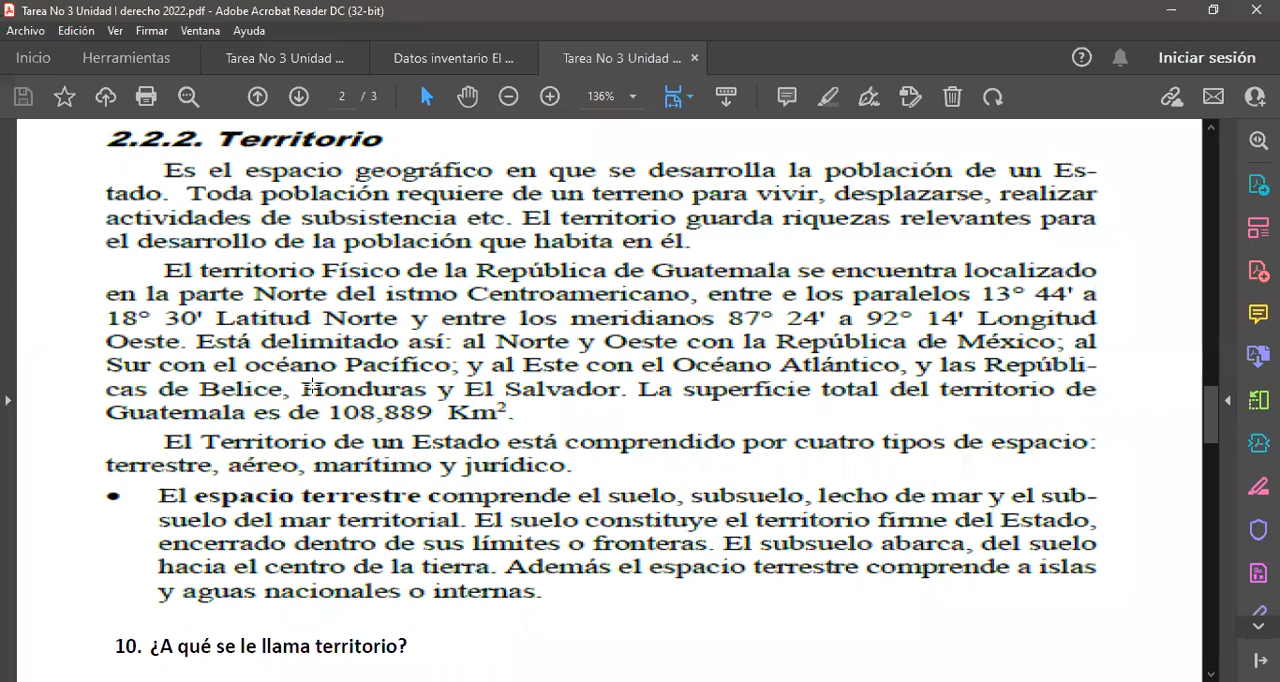 Tarea No 3 Unidad I derecho 2022.pdf - Adobe Acrobat Reader DC (32-bit)
Archivo Edición Ver Firmar Ventana Ayuda
Inicio Herramientas Tarea No 3 Unidad ... Datos inventario El ... Tarea No 3 Unidad ... × Iniciar sesión
2 / 3 136%
2.2.2. Territorio
Es el espacio geográfico en que se desarrolla la población de un Es-
tado. Toda población requiere de un terreno para vivir, desplazarse, realizar
actividades de subsistencia etc. El territorio guarda riquezas relevantes para
el desarrollo de la población que habita en él.
El territorio Físico de la República de Guatemala se encuentra localizado
en la parte Norte del istmo Centroamericano, entre e los paralelos 13° 44' a
18° 30' Latitud Norte y entre los meridianos 87° 24' a 92° 14' Longitud
Oeste. Está delimitado así: al Norte y Oeste con la República de México; al
Sur con el océano Pacífico; y al Este con el Océano Atlántico, y las Repúbli-
cas de Belice, Honduras y El Salvador. La superficie total del territorio de
Guatemala es de 108,889 Km².
El Territorio de un Estado está comprendido por cuatro tipos de espacio:
terrestre, aéreo, marítimo y jurídico.
• El espacio terrestre comprende el suelo, subsuelo, lecho de mar y el sub-
suelo del mar territorial. El suelo constituye el territorio firme del Estado,
encerrado dentro de sus límites o fronteras. El subsuelo abarca, del suelo
hacia el centro de la tierra. Además el espacio terrestre comprende a islas
y aguas nacionales o internas.
10. ¿A qué se le llama territorio?